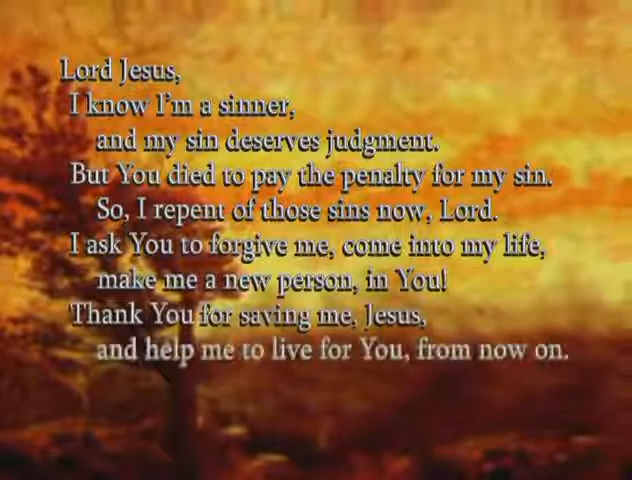 Lord Jesus,
I know I'm a sinner,
and my sin deserves judgment.
But You died to pay the penalty for my sin.
So, I repent of those sins now, Lord.
I ask You to forgive me, come into my life,
make me a new person, in You!
Thank You for saving me, Jesus,
and help me to live for You, from now on.